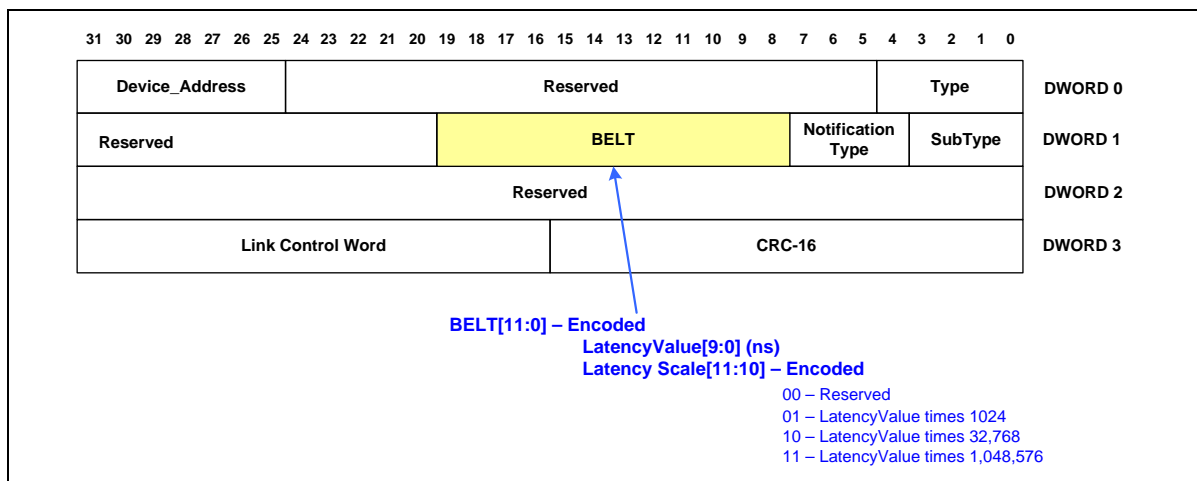 31 30 29 28 27 26 25 24 23 22 21 20 19 18 17 16 15 14 13 12 11 10 9 8 7 6 5 4 3 2 1 0
Device_Address Reserved Type DWORD 0
Reserved BELT Notification Type SubType DWORD 1
Reserved DWORD 2
Link Control Word CRC-16 DWORD 3
BELT[11:0] – Encoded
LatencyValue[9:0] (ns)
Latency Scale[11:10] – Encoded
00 – Reserved
01 – LatencyValue times 1024
10 – LatencyValue times 32,768
11 – LatencyValue times 1,048,576